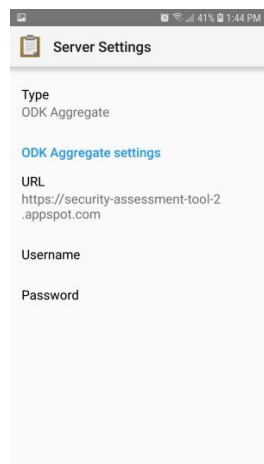 41% 1:44 PM
Server Settings
Type
ODK Aggregate
ODK Aggregate settings
URL
https://security-assessment-tool-2
.appspot.com
Username
Password